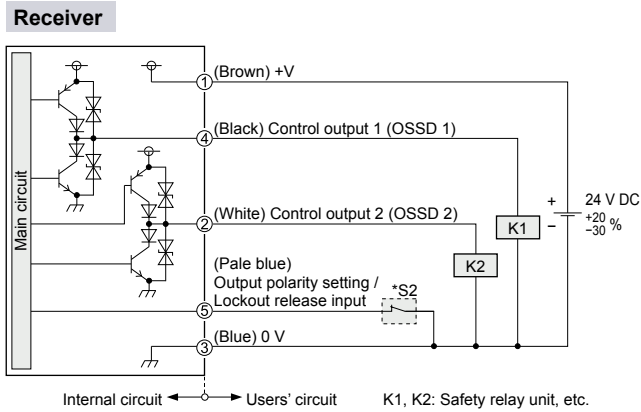 Receiver
Main circuit
① (Brown) +V
④ (Black) Control output 1 (OSSD 1)
② (White) Control output 2 (OSSD 2)
K1
+
−
24 V DC
+20
−30 %
K2
(Pale blue)
Output polarity setting /
Lockout release input
⑤
*S2
③ (Blue) 0 V
Internal circuit
Users' circuit
K1, K2: Safety relay unit, etc.